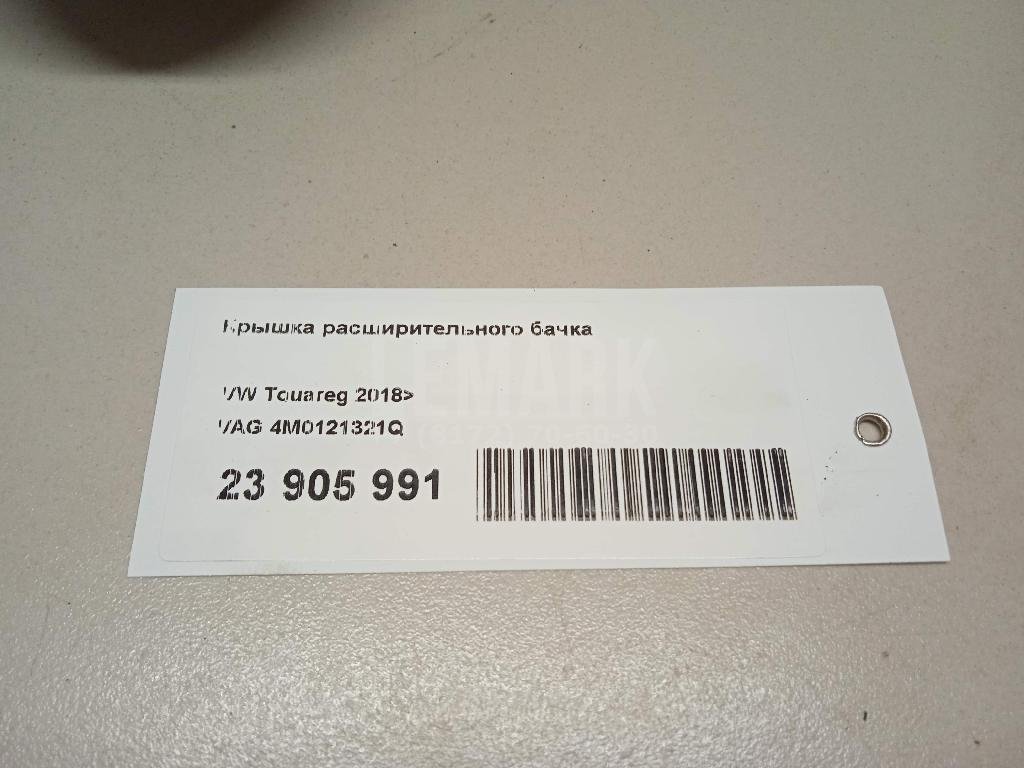 Крышка расширительного бачка
VW Touareg 2018>
VAG 4M0121321Q
23 905 991